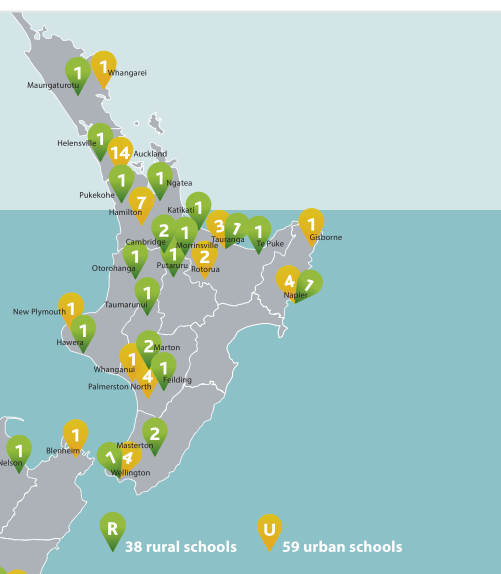 1
1
Whangarei
Maungaturotu
1
Helensville
14
Auckland
1
1
Ngatea
Pukekohe
7
Hamilton
Katikati
1
2
1
3
1
1
1
Cambridge
Morrinsville
Tauranga
Te Puke
Gisborne
1
1
2
Otorohanga
Putaruru
Rotorua
4
1
Napier
1
Taumarunui
1
New Plymouth
1
Hawera
2
Marton
1
4
1
Whanganui
Feilding
Palmerston North
2
Masterton
1
Blenheim
1
Nelson
1
4
Wellington
R
38 rural schools
U
59 urban schools